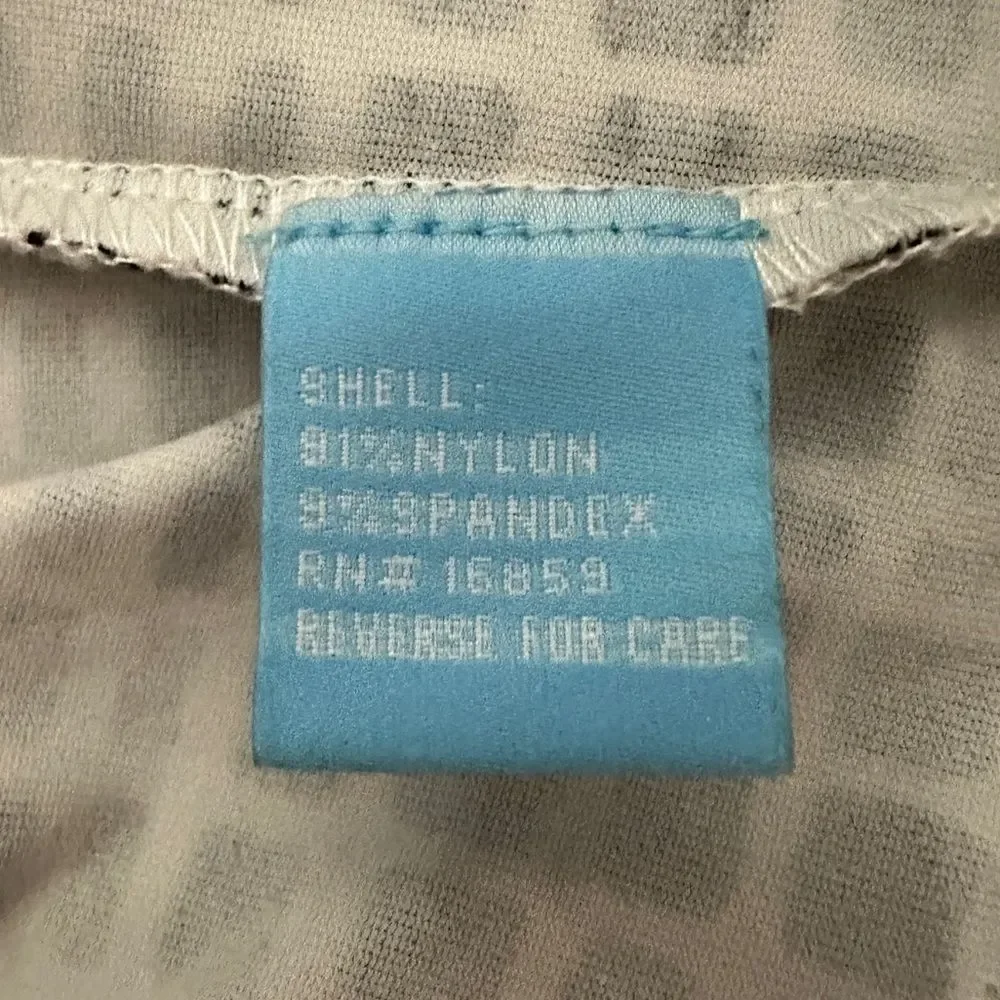 SHELL:
91%NYLON
9%SPANDEX
RN# 16859
REVERSE FOR CARE